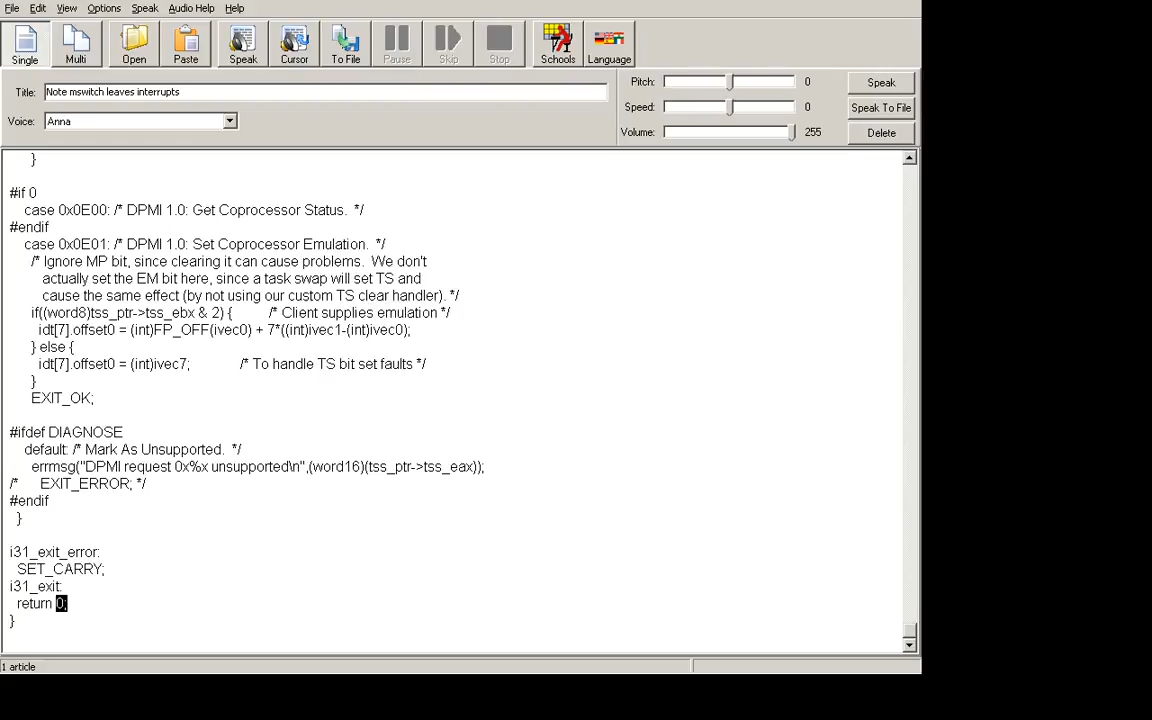 File Edit View Options Speak Audio Help Help
Single Multi Open Paste Speak Cursor To File Pause Skip Stop Schools Language
Title: Note mswitch leaves interrupts
Voice: Anna
Pitch: 0 Speak
Speed: 0 Speak To File
Volume: 255 Delete
}
#if 0
case 0x0E00: /* DPMI 1.0: Get Coprocessor Status. */
#endif
case 0x0E01: /* DPMI 1.0: Set Coprocessor Emulation. */
/* Ignore MP bit, since clearing it can cause problems. We don't
actually set the EM bit here, since a task swap will set TS and
cause the same effect (by not using our custom TS clear handler). */
if((word8)tss_ptr->tss_ebx & 2) { /* Client supplies emulation */
idt[7].offset0 = (int)FP_OFF(ivec0) + 7*((int)ivec1-(int)ivec0);
} else {
idt[7].offset0 = (int)ivec7; /* To handle TS bit set faults */
}
EXIT_OK;
#ifdef DIAGNOSE
default: /* Mark As Unsupported. */
errmsg("DPMI request 0x%x unsupported\n",(word16)(tss_ptr->tss_eax));
/* EXIT_ERROR; */
#endif
}
i31_exit_error:
SET_CARRY;
i31_exit:
return 0;
}
1 article